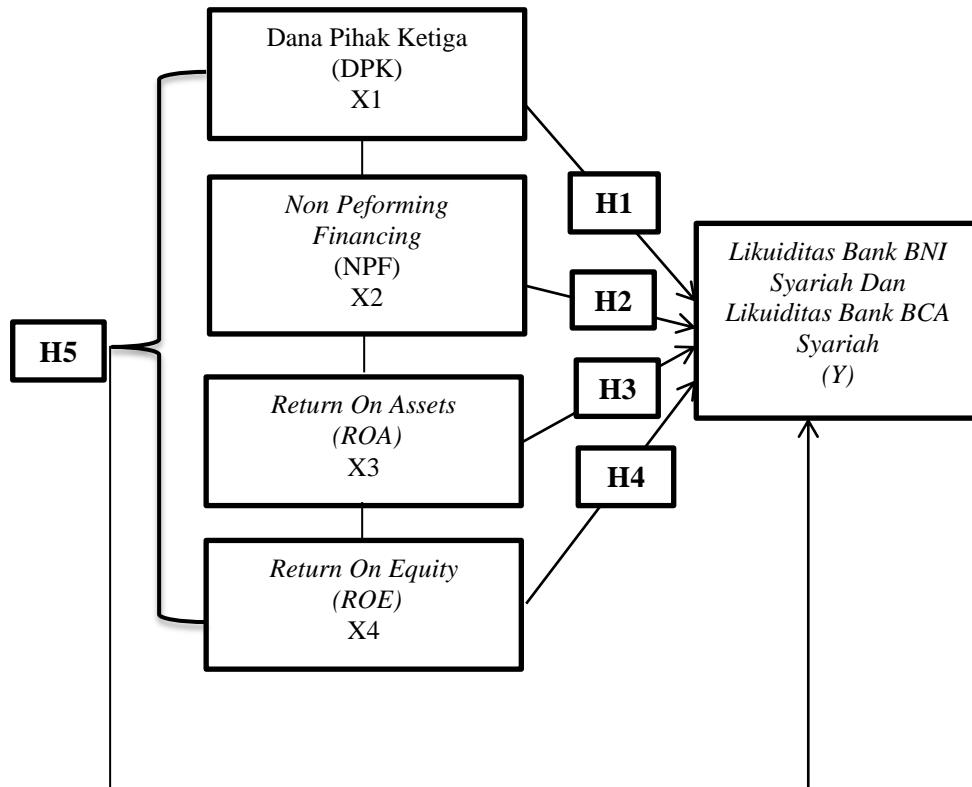 Dana Pihak Ketiga
(DPK)
X1
Non Peforming
Financing
(NPF)
X2
Return On Assets
(ROA)
X3
Return On Equity
(ROE)
X4
H5
H1
H2
H3
H4
Likuiditas Bank BNI
Syariah Dan
Likuiditas Bank BCA
Syariah
(Y)